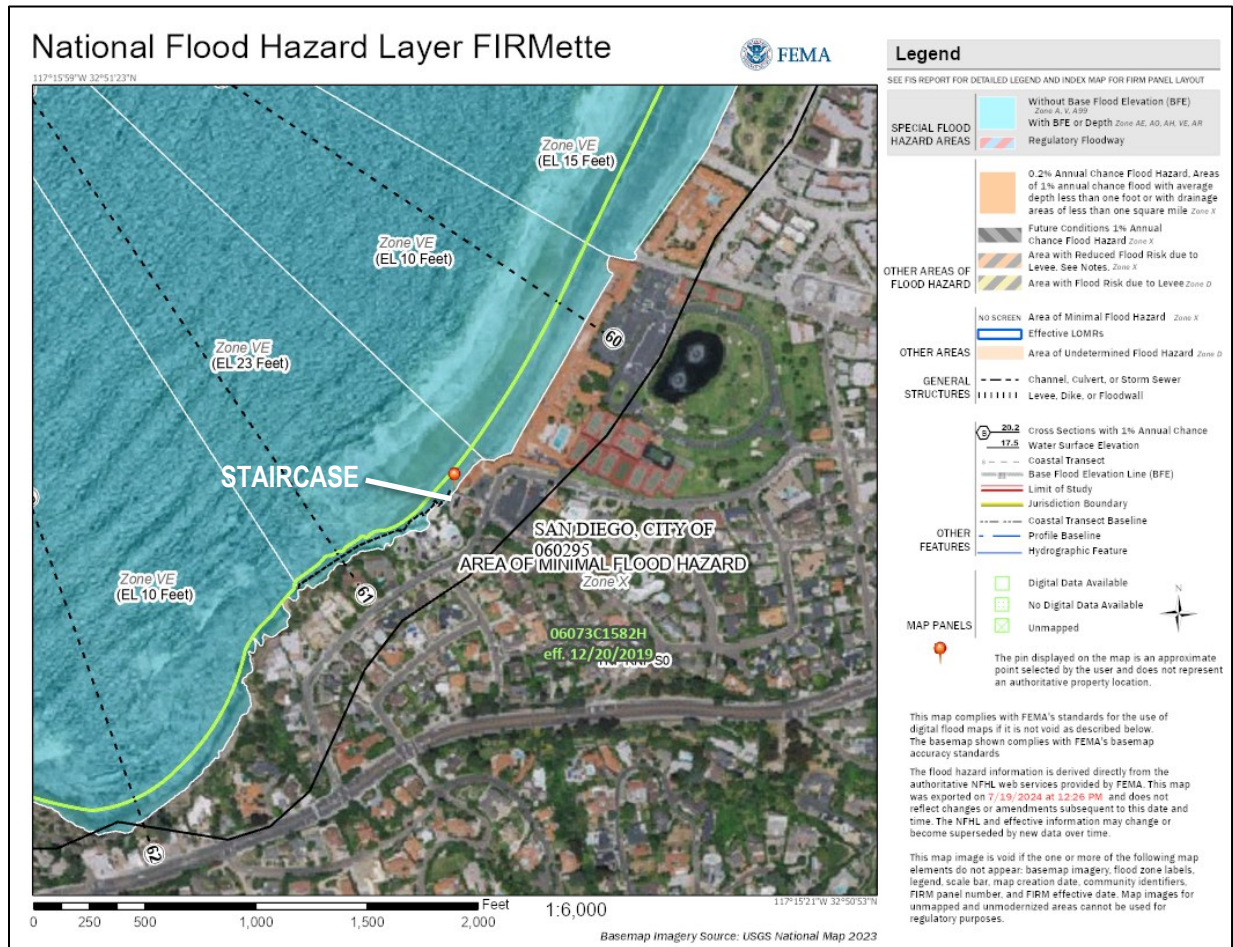 National Flood Hazard Layer FIRMette
FEMA
117°15'59"W 32°51'23"N
Zone VE
(EL 15 Feet)
Zone VE
(EL 10 Feet)
60
Zone VE
(EL 23 Feet)
STAIRCASE
SAN DIEGO, CITY OF
060295
AREA OF MINIMAL FLOOD HAZARD
Zone X
Zone VE
(EL 10 Feet)
61
06073C1582H
eff. 12/20/2019
S0
62
117°15'21"W 32°50'53"N
0 250 500 1,000 1,500 2,000
Feet
1:6,000
Basemap Imagery Source: USGS National Map 2023
Legend
SEE FIS REPORT FOR DETAILED LEGEND AND INDEX MAP FOR FIRM PANEL LAYOUT
SPECIAL FLOOD
HAZARD AREAS
Without Base Flood Elevation (BFE)
Zone A, V, A99
With BFE or Depth Zone AE, AO, AH, VE, AR
Regulatory Floodway
OTHER AREAS OF
FLOOD HAZARD
0.2% Annual Chance Flood Hazard, Areas
of 1% annual chance flood with average
depth less than one foot or with drainage
areas of less than one square mile Zone X
Future Conditions 1% Annual
Chance Flood Hazard Zone X
Area with Reduced Flood Risk due to
Levee. See Notes. Zone X
Area with Flood Risk due to Levee Zone D
OTHER AREAS
NO SCREEN Area of Minimal Flood Hazard Zone X
Effective LOMRs
Area of Undetermined Flood Hazard Zone D
GENERAL
STRUCTURES
Channel, Culvert, or Storm Sewer
Levee, Dike, or Floodwall
OTHER
FEATURES
B 20.2 Cross Sections with 1% Annual Chance
17.5 Water Surface Elevation
Coastal Transect
Base Flood Elevation Line (BFE)
Limit of Study
Jurisdiction Boundary
Coastal Transect Baseline
Profile Baseline
Hydrographic Feature
MAP PANELS
Digital Data Available
No Digital Data Available
Unmapped
N
The pin displayed on the map is an approximate
point selected by the user and does not represent
an authoritative property location.
This map complies with FEMA's standards for the use of
digital flood maps if it is not void as described below.
The basemap shown complies with FEMA's basemap
accuracy standards
The flood hazard information is derived directly from the
authoritative NFHL web services provided by FEMA. This map
was exported on 7/19/2024 at 12:26 PM and does not
reflect changes or amendments subsequent to this date and
time. The NFHL and effective information may change or
become superseded by new data over time.
This map image is void if the one or more of the following map
elements do not appear: basemap imagery, flood zone labels,
legend, scale bar, map creation date, community identifiers,
FIRM panel number, and FIRM effective date. Map images for
unmapped and unmodernized areas cannot be used for
regulatory purposes.